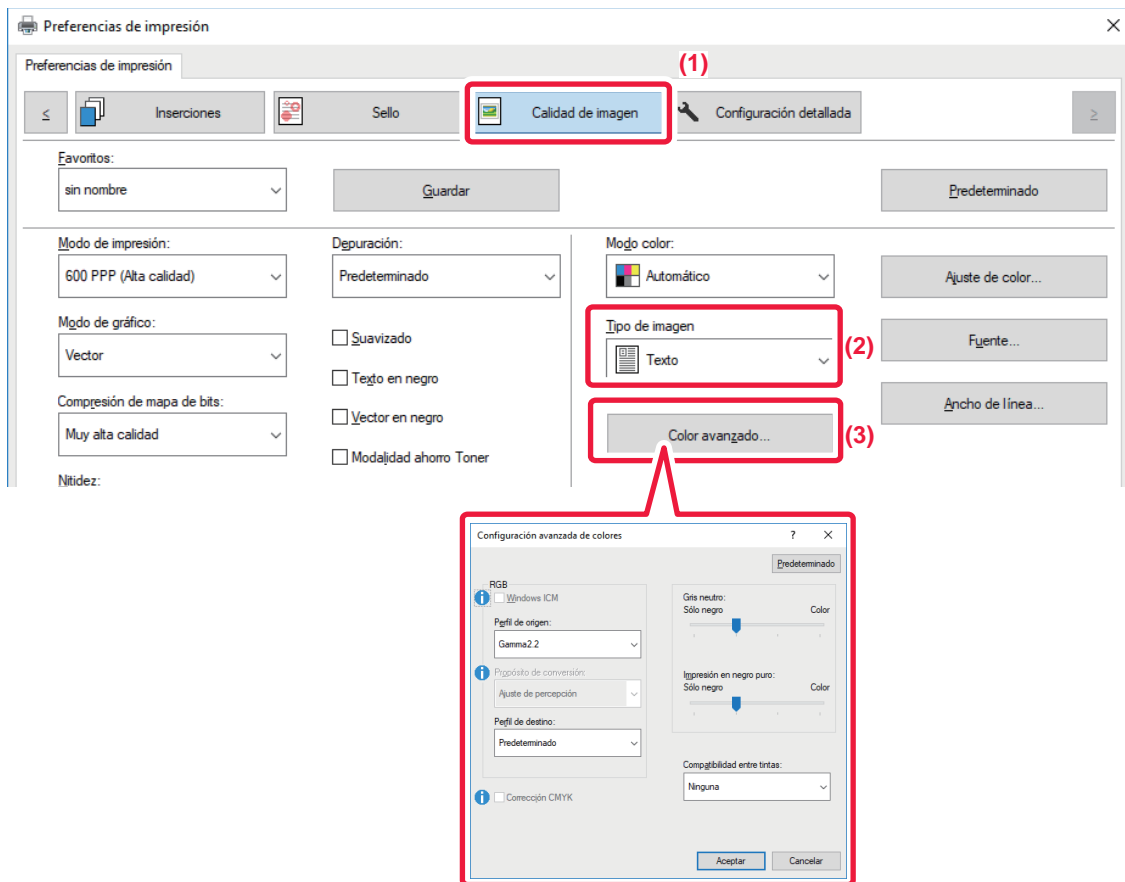 Preferencias de impresión
Preferencias de impresión
(1)
< Inserciones Sello Calidad de imagen Configuración detallada >
Favoritos:
sin nombre Guardar Predeterminado
Modo de impresión: Depuración: Modo color:
600 PPP (Alta calidad) Predeterminado Automático Ajuste de color...
Modo de gráfico: Suavizado Tipo de imagen
Vector Texto (2) Fuente...
Texto en negro
Compresión de mapa de bits: Vector en negro Ancho de línea...
Muy alta calidad Color avanzado... (3)
Modalidad ahorro Toner
Nitidez:
Configuración avanzada de colores ?
Predeterminado
RGB
Windows ICM
Perfil de origen:
Gamma2.2
Propósito de conversión:
Ajuste de percepción
Perfil de destino:
Predeterminado
Corrección CMYK
Gris neutro:
Sólo negro Color
Impresión en negro puro:
Sólo negro Color
Compatibilidad entre tintas:
Ninguna
Aceptar Cancelar